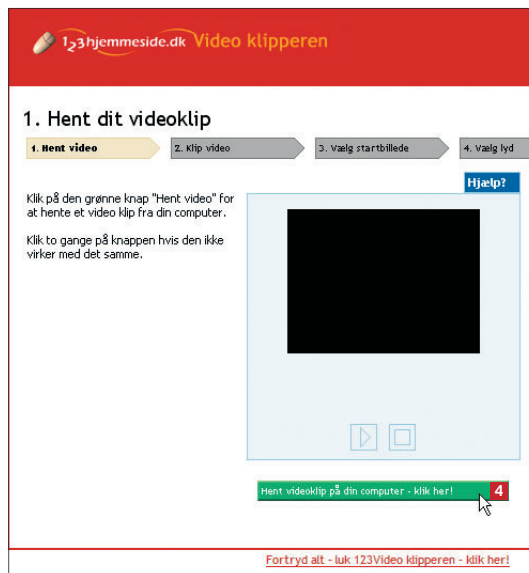 123hjemmeside.dk Video klipperen
1. Hent dit videoklip
1. Hent video
2. Klip video
3. Vælg startbillede
4. Vælg lyd
Hjælp?
Klik på den grønne knap "Hent video" for
at hente et video klip fra din computer.
Klik to gange på knappen hvis den ikke
virker med det samme.
Hent videoklip på din computer - klik her! 4
Fortryd alt - luk 123Video klipperen - klik her!